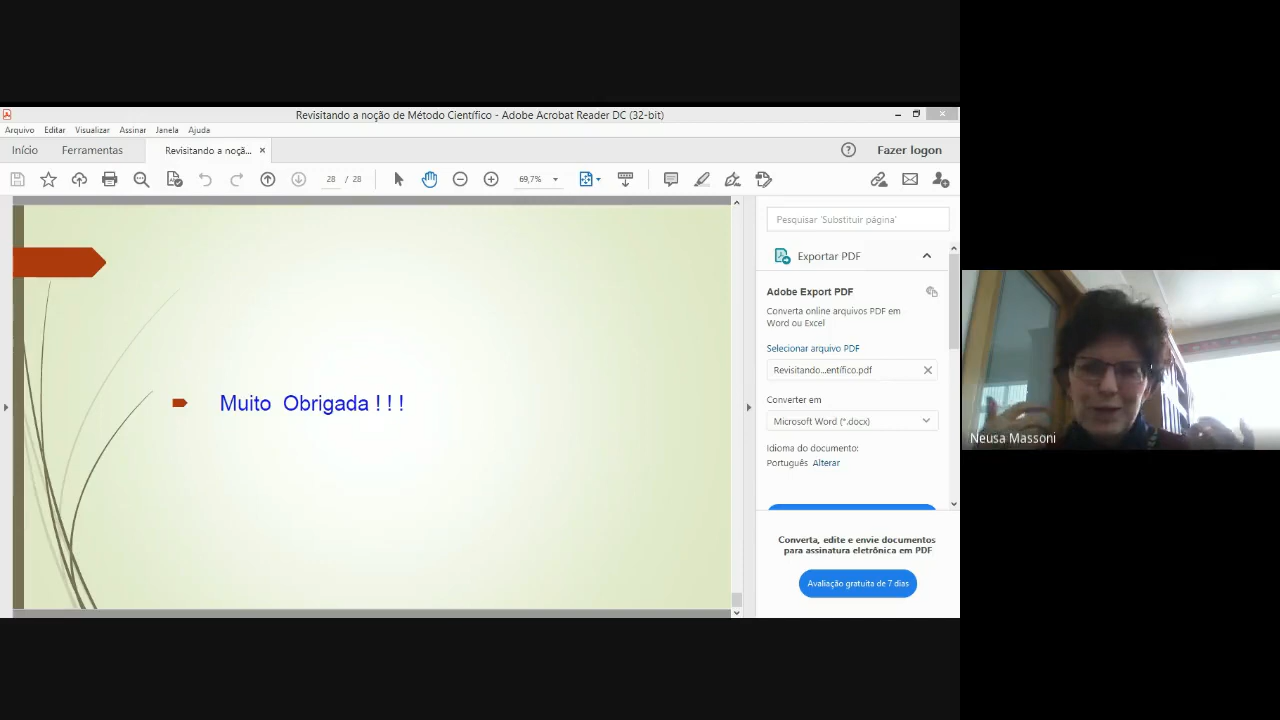 Revisitando a noção de Método Científico - Adobe Acrobat Reader DC (32-bit)
Arquivo Editar Visualizar Assinar Janela Ajuda
Início Ferramentas Revisitando a noçã... Fazer logon
28 / 28 69,7%
Pesquisar 'Substituir página'
Exportar PDF
Adobe Export PDF
Converta online arquivos PDF em
Word ou Excel
Selecionar arquivo PDF
Revisitando...entífico.pdf
Converter em
Microsoft Word (*.docx)
Idioma do documento:
Português Alterar
Converta, edite e envie documentos
para assinatura eletrônica em PDF
Avaliação gratuita de 7 dias
Muito Obrigada ! ! !
Neusa Massoni